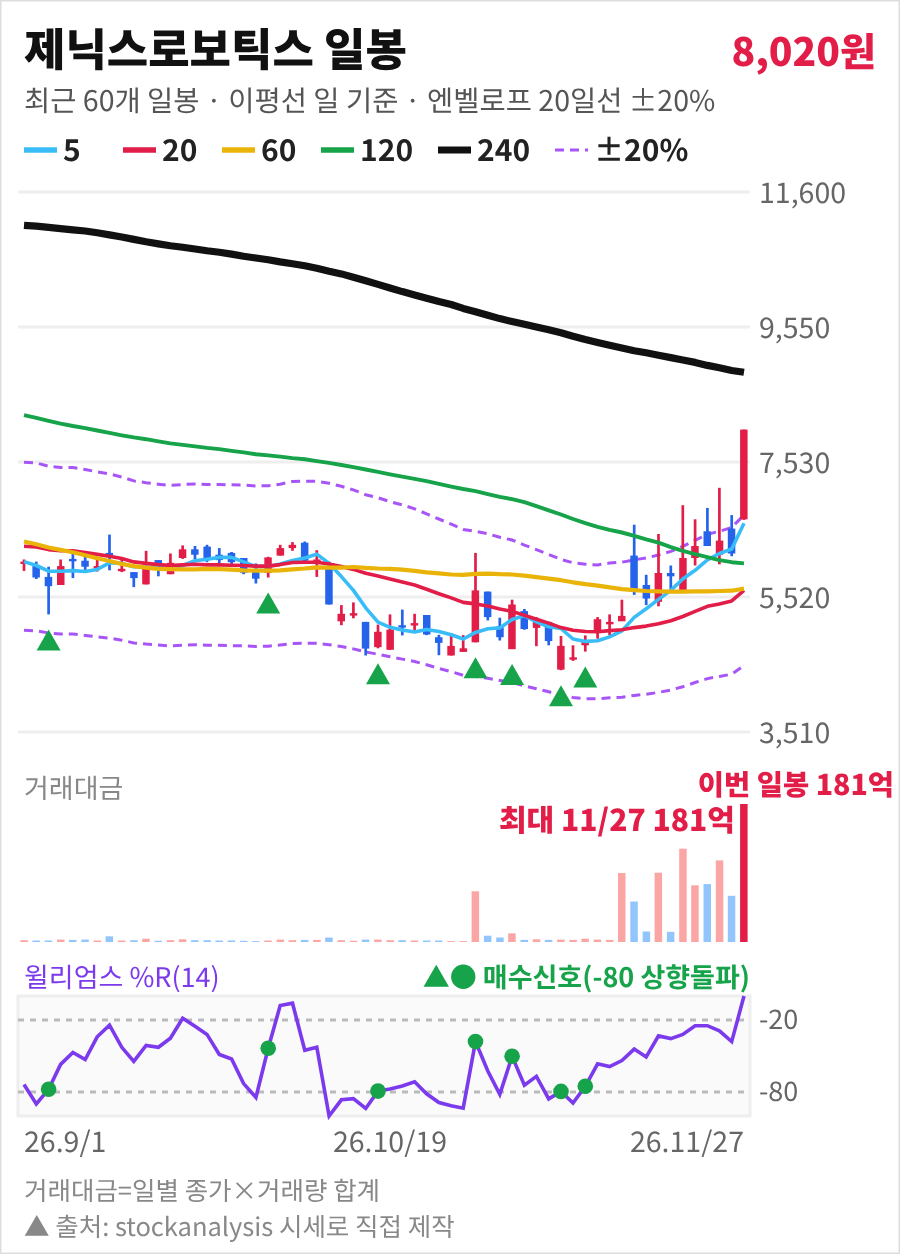 제닉스로보틱스 일봉
8,020원
최근 60개 일봉 · 이평선 일 기준 · 엔벨로프 20일선 ±20%
5 20 60 120 240 ±20%
11,600
9,550
7,530
5,520
3,510
거래대금
이번 일봉 181억
최대 11/27 181억
윌리엄스 %R(14)
▲● 매수신호(-80 상향돌파)
-20
-80
26.9/1 26.10/19 26.11/27
거래대금=일별 종가×거래량 합계
▲ 출처: stockanalysis 시세로 직접 제작